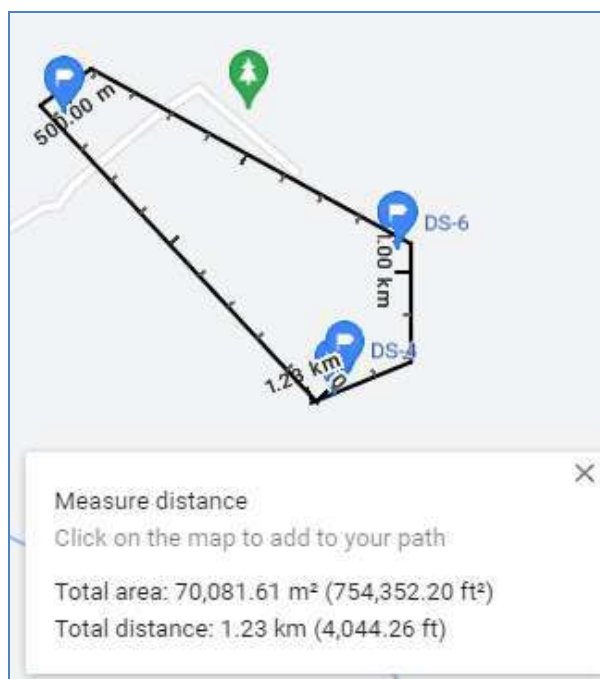 500.00 m
DS-6
1.00 km
DS-4
1.23 km
0
Measure distance
Click on the map to add to your path
Total area: 70,081.61 m² (754,352.20 ft²)
Total distance: 1.23 km (4,044.26 ft)